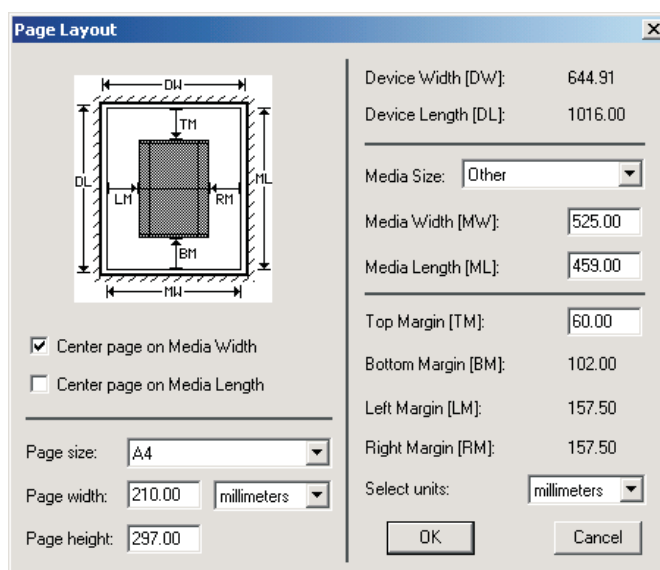 Page Layout
DW
TM
DL
ML
LM
RM
BM
MW
Center page on Media Width
Center page on Media Length
Page size: A4
Page width: 210.00 millimeters
Page height: 297.00
Device Width [DW]: 644.91
Device Length [DL]: 1016.00
Media Size: Other
Media Width [MW]: 525.00
Media Length [ML]: 459.00
Top Margin [TM]: 60.00
Bottom Margin [BM]: 102.00
Left Margin [LM]: 157.50
Right Margin [RM]: 157.50
Select units: millimeters
OK Cancel